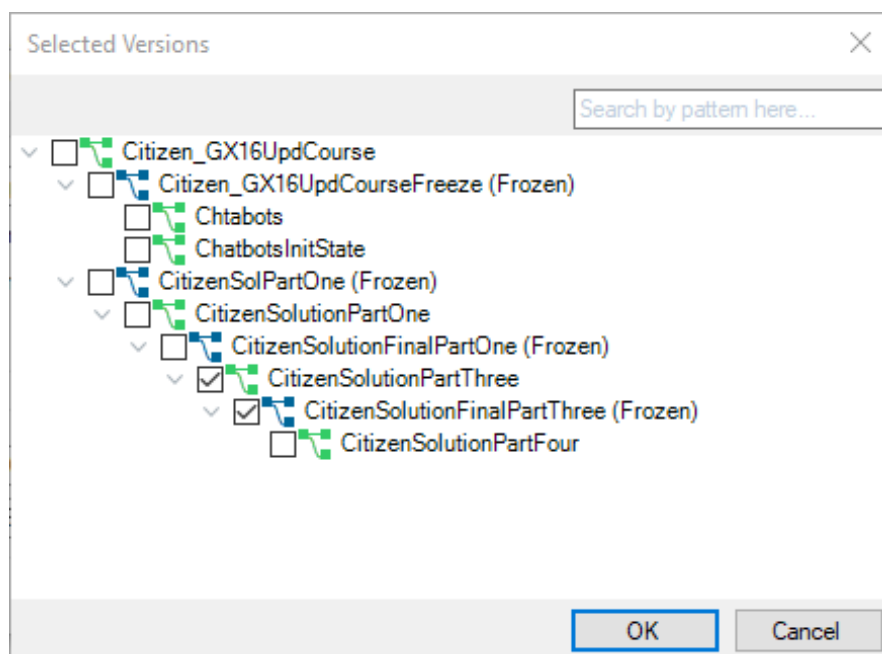 Selected Versions
Search by pattern here...
Citizen_GX16UpdCourse
Citizen_GX16UpdCourseFreeze (Frozen)
Chtabots
ChatbotsInitState
CitizenSolPartOne (Frozen)
CitizenSolutionPartOne
CitizenSolutionFinalPartOne (Frozen)
CitizenSolutionPartThree
CitizenSolutionFinalPartThree (Frozen)
CitizenSolutionPartFour
OK Cancel